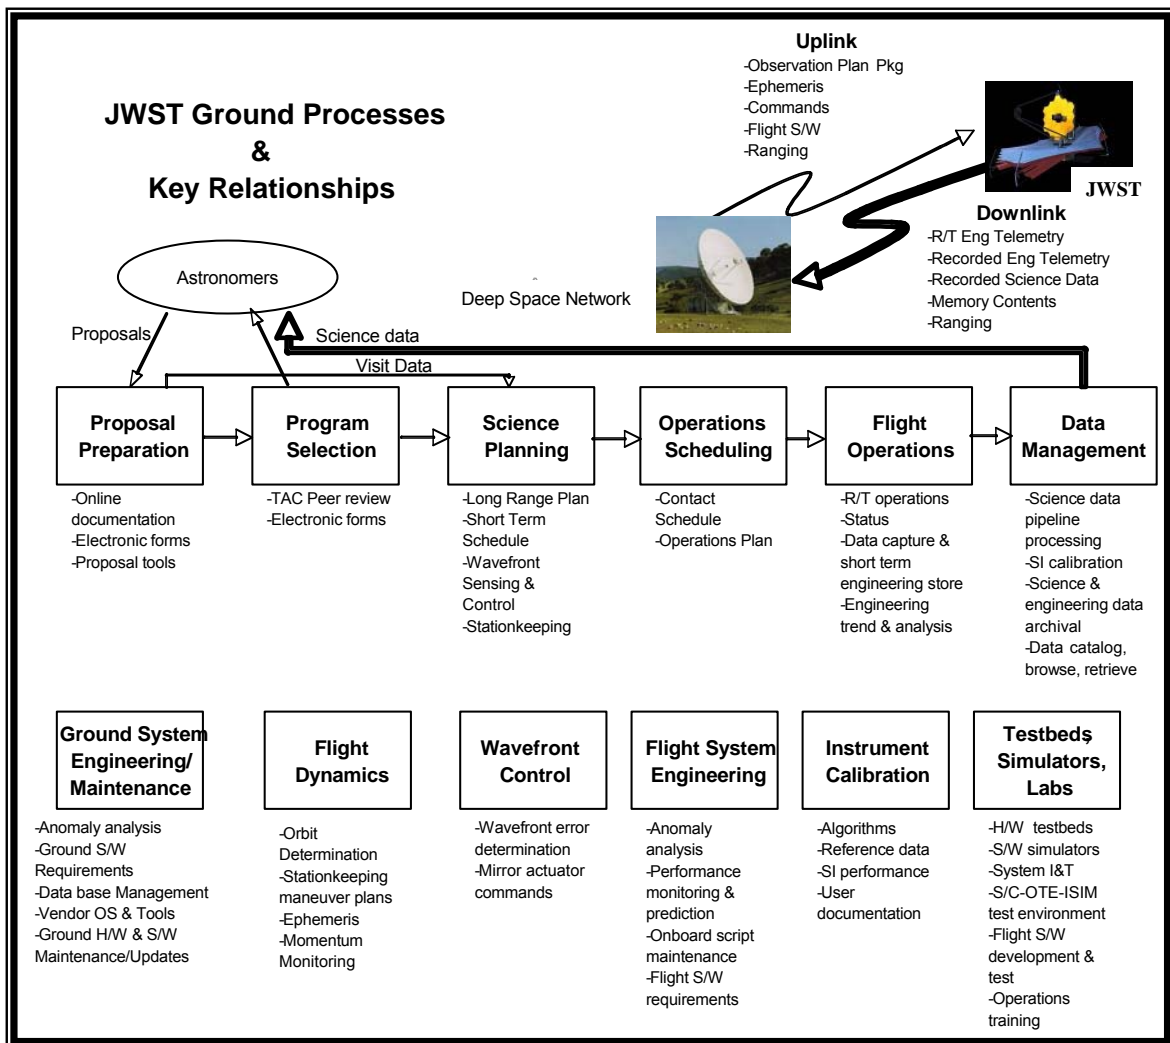 Uplink
-Observation Plan Pkg
-Ephemeris
-Commands
-Flight S/W
-Ranging
JWST Ground Processes
&
Key Relationships
JWST
Downlink
-R/T Eng Telemetry
-Recorded Eng Telemetry
-Recorded Science Data
-Memory Contents
-Ranging
Astronomers
Deep Space Network
Proposals
Science data
Visit Data
Proposal
Preparation
-Online
documentation
-Electronic forms
-Proposal tools
Program
Selection
-TAC Peer review
-Electronic forms
Science
Planning
-Long Range Plan
-Short Term
Schedule
-Wavefront
Sensing &
Control
-Stationkeeping
Operations
Scheduling
-Contact
Schedule
-Operations Plan
Flight
Operations
-R/T operations
-Status
-Data capture &
short term
engineering store
-Engineering
trend & analysis
Data
Management
-Science data
pipeline
processing
-SI calibration
-Science &
engineering data
archival
-Data catalog,
browse, retrieve
Ground System
Engineering/
Maintenance
-Anomaly analysis
-Ground S/W
Requirements
-Data base Management
-Vendor OS & Tools
-Ground H/W & S/W
Maintenance/Updates
Flight
Dynamics
-Orbit
Determination
-Stationkeeping
maneuver plans
-Ephemeris
-Momentum
Monitoring
Wavefront
Control
-Wavefront error
determination
-Mirror actuator
commands
Flight System
Engineering
-Anomaly
analysis
-Performance
monitoring &
prediction
-Onboard script
maintenance
-Flight S/W
requirements
Instrument
Calibration
-Algorithms
-Reference data
-SI performance
-User
documentation
Testbeds,
Simulators,
Labs
-H/W testbeds
-S/W simulators
-System I&T
-S/C-OTE-ISIM
test environment
-Flight S/W
development &
test
-Operations
training